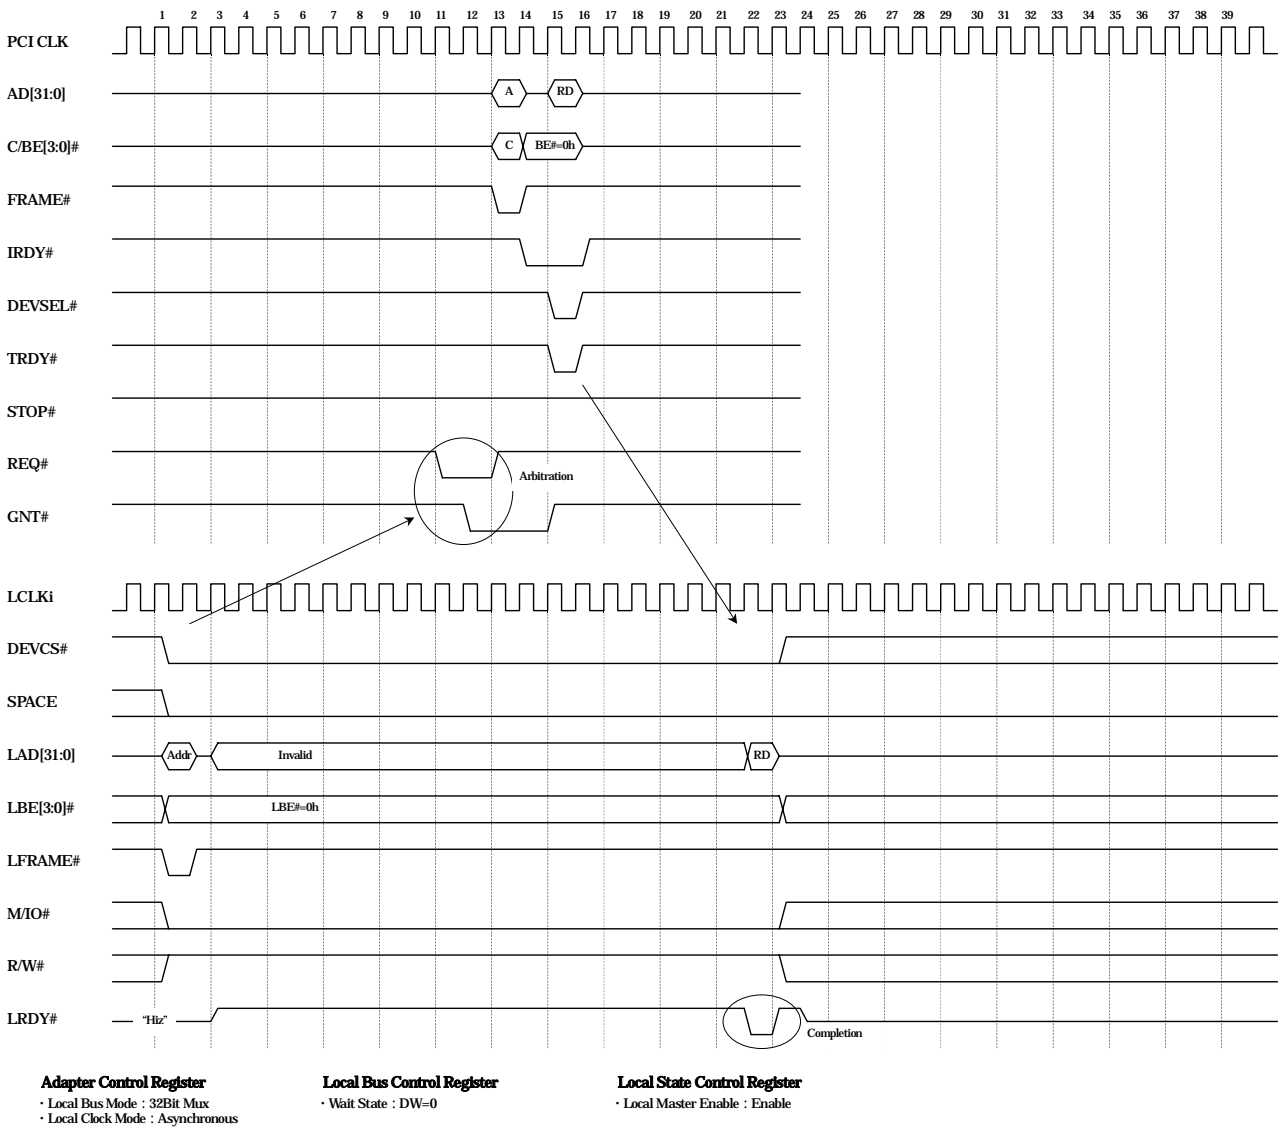 1 2 3 4 5 6 7 8 9 10 11 12 13 14 15 16 17 18 19 20 21 22 23 24 25 26 27 28 29 30 31 32 33 34 35 36 37 38 39
PCI CLK
AD[31:0] A RD
C/BE[3:0]# C BE#=0h
FRAME#
IRDY#
DEVSEL#
TRDY#
STOP#
REQ#
Arbitration
GNT#
LCLKi
DEVCS#
SPACE
LAD[31:0] Addr Invalid RD
LBE[3:0]# LBE#=0h
LFRAME#
M/IO#
R/W#
LRDY# “Hiz”
Completion
Adapter Control Register
・Local Bus Mode : 32Bit Mux
・Local Clock Mode : Asynchronous
Local Bus Control Register
・Wait State : DW=0
Local State Control Register
・Local Master Enable : Enable